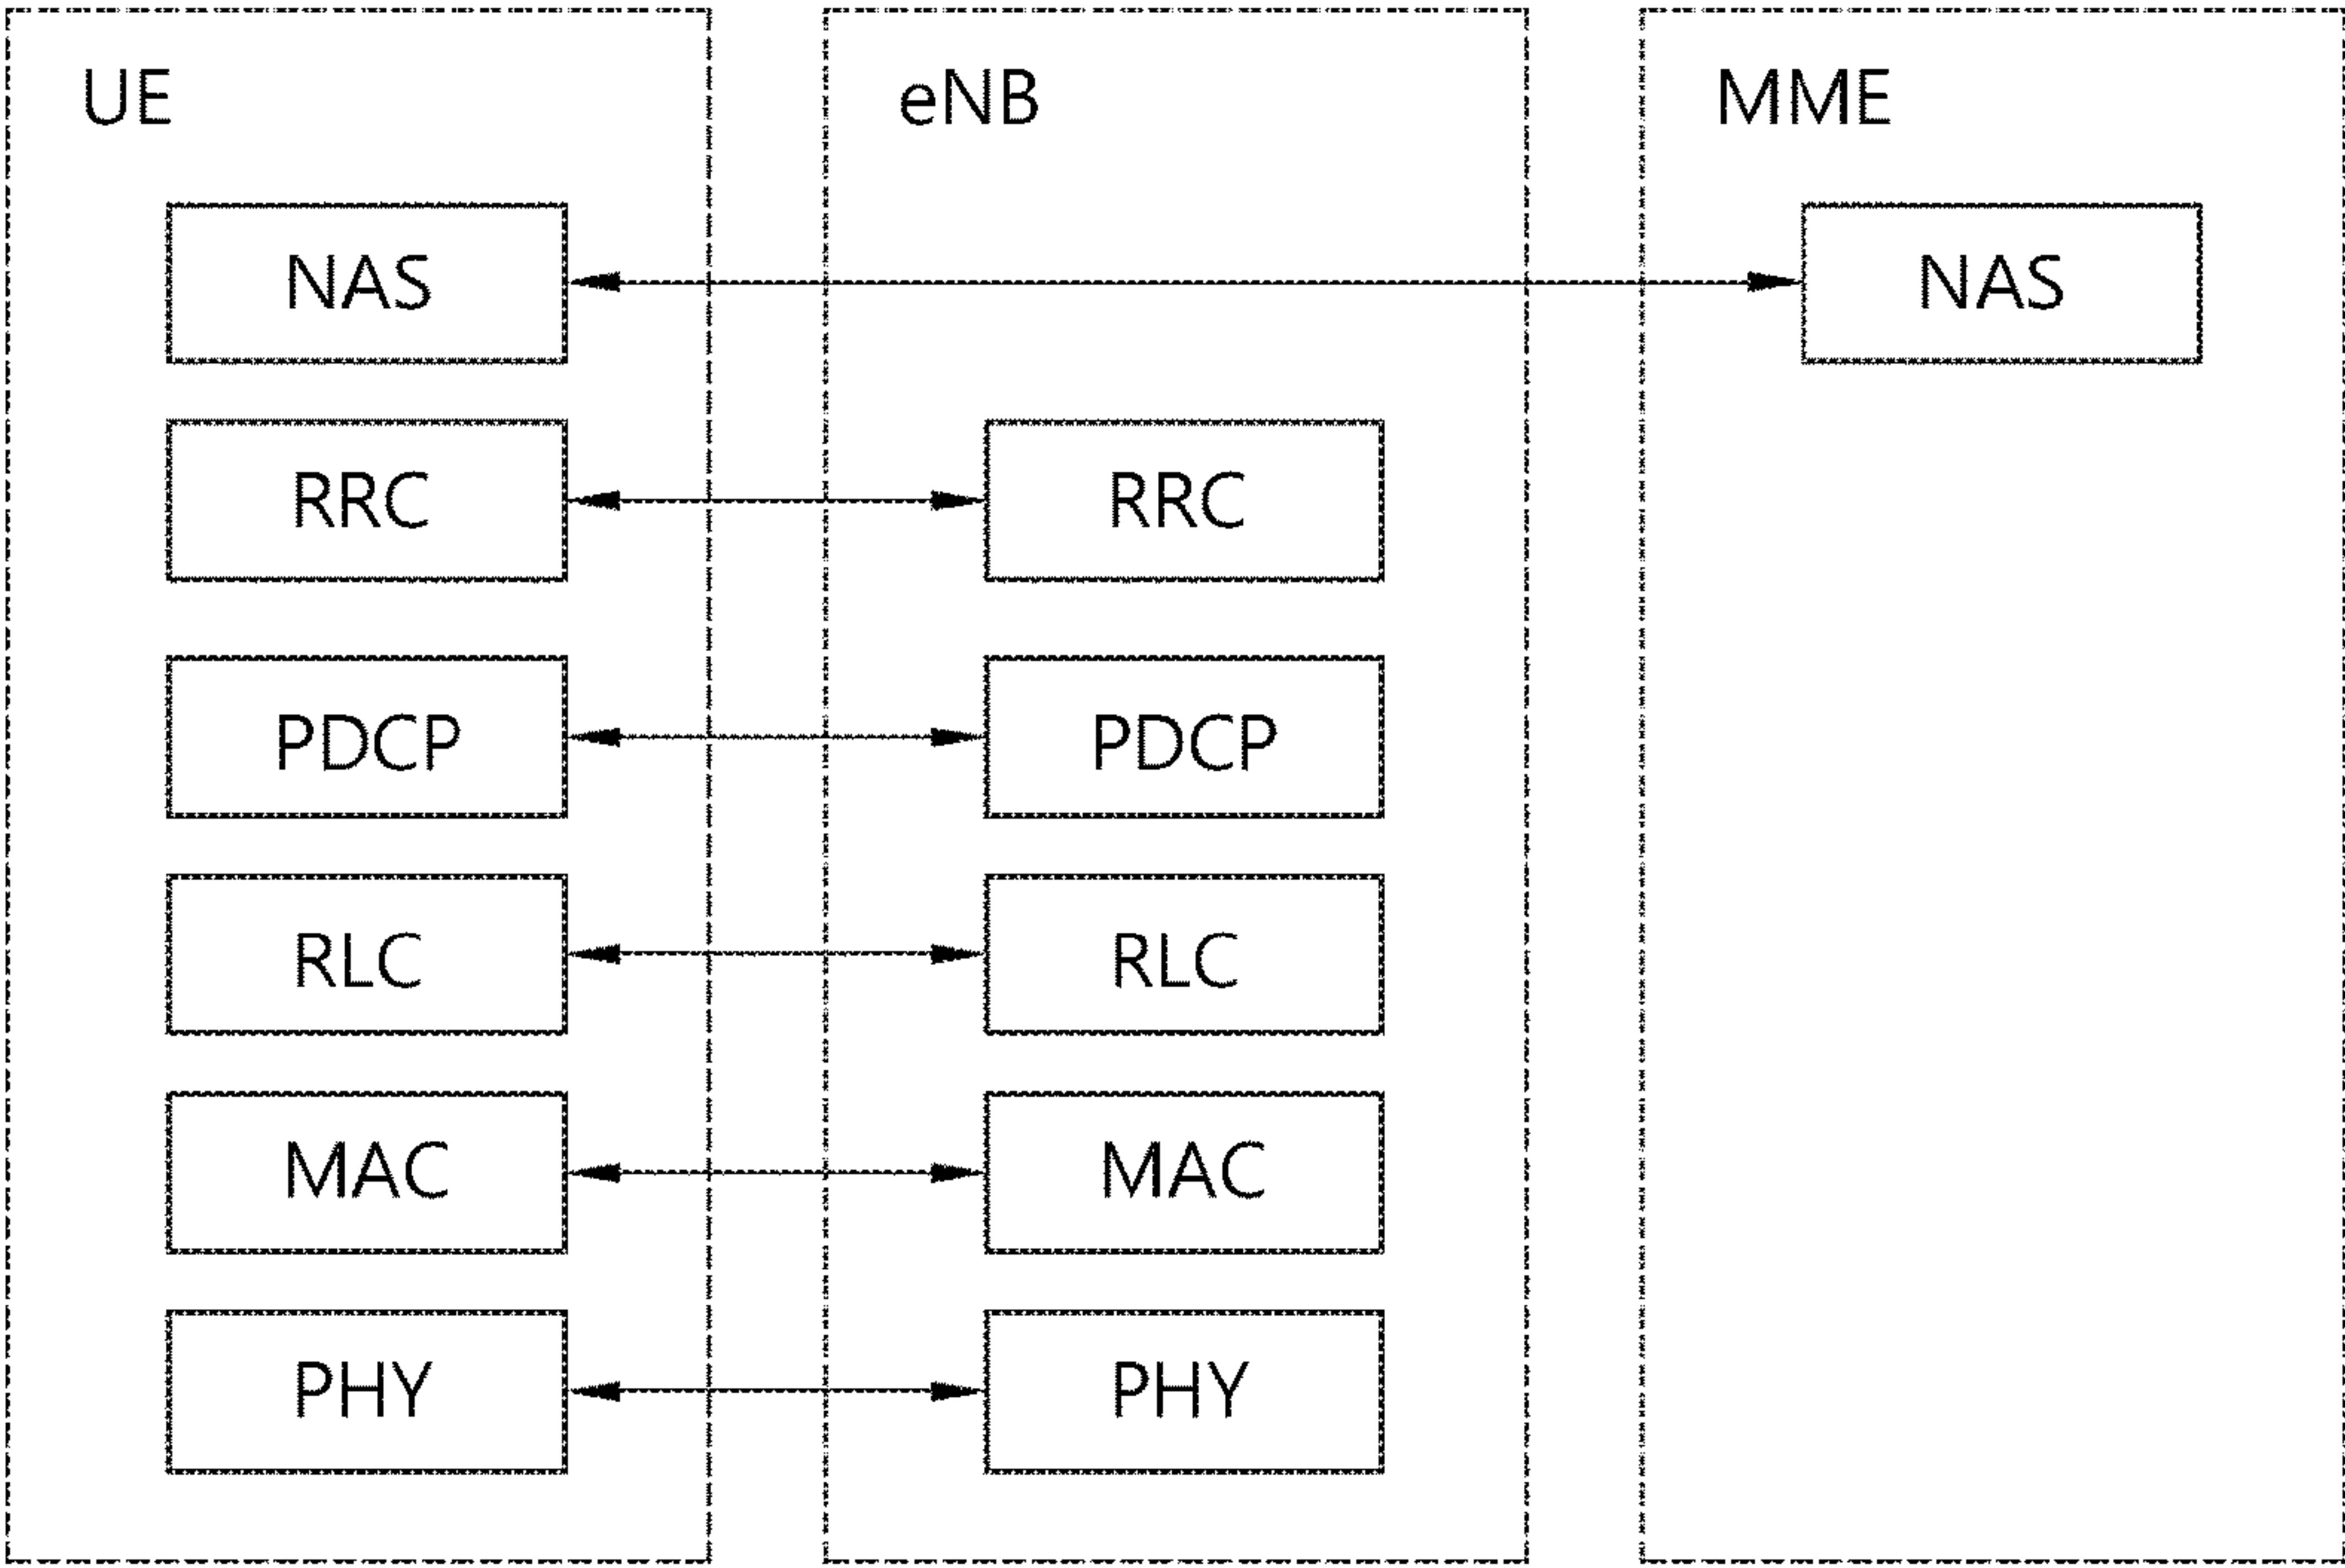 UE
eNB
MME
NAS
NAS
RRC
RRC
PDCP
PDCP
RLC
RLC
MAC
MAC
PHY
PHY